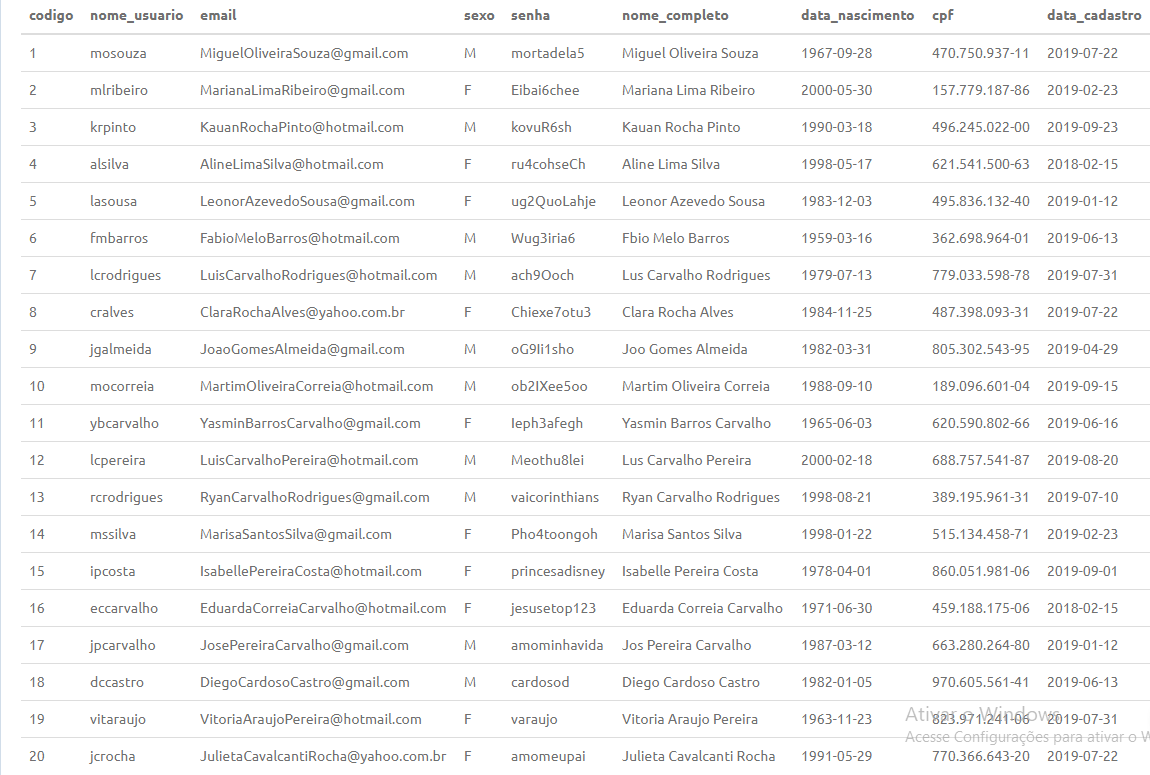 codigo nome_usuario email sexo senha nome_completo data_nascimento cpf data_cadastro
1 mosouza MiguelOliveiraSouza@gmail.com M mortadela5 Miguel Oliveira Souza 1967-09-28 470.750.937-11 2019-07-22
2 mlribeiro MarianaLimaRibeiro@gmail.com F Eibai6chee Mariana Lima Ribeiro 2000-05-30 157.779.187-86 2019-02-23
3 krpinto KauanRochaPinto@hotmail.com M kovuR6sh Kauan Rocha Pinto 1990-03-18 496.245.022-00 2019-09-23
4 alsilva AlineLimaSilva@hotmail.com F ru4cohseCh Aline Lima Silva 1998-05-17 621.541.500-63 2018-02-15
5 lasousa LeonorAzevedoSousa@gmail.com F ug2QuoLahje Leonor Azevedo Sousa 1983-12-03 495.836.132-40 2019-01-12
6 fmbarros FabioMeloBarros@hotmail.com M Wug3iria6 Fbio Melo Barros 1959-03-16 362.698.964-01 2019-06-13
7 lcrodrigues LuisCarvalhoRodrigues@hotmail.com M ach9Ooch Lus Carvalho Rodrigues 1979-07-13 779.033.598-78 2019-07-31
8 cralves ClaraRochaAlves@yahoo.com.br F Chiexe7otu3 Clara Rocha Alves 1984-11-25 487.398.093-31 2019-07-22
9 jgalmeida JoaoGomesAlmeida@gmail.com M oG9Ii1sho Joo Gomes Almeida 1982-03-31 805.302.543-95 2019-04-29
10 mocorreia MartimOliveiraCorreia@hotmail.com M ob2IXee5oo Martim Oliveira Correia 1988-09-10 189.096.601-04 2019-09-15
11 ybcarvalho YasminBarrosCarvalho@gmail.com F Ieph3afegh Yasmin Barros Carvalho 1965-06-03 620.590.802-66 2019-06-16
12 lcpereira LuisCarvalhoPereira@hotmail.com M Meothu8lei Lus Carvalho Pereira 2000-02-18 688.757.541-87 2019-08-20
13 rcrodrigues RyanCarvalhoRodrigues@gmail.com M vaicorinthians Ryan Carvalho Rodrigues 1998-08-21 389.195.961-31 2019-07-10
14 mssilva MarisaSantosSilva@gmail.com F Pho4toongoh Marisa Santos Silva 1998-01-22 515.134.458-71 2019-02-23
15 ipcosta IsabellePereiraCosta@hotmail.com F princesadisney Isabelle Pereira Costa 1978-04-01 860.051.981-06 2019-09-01
16 eccarvalho EduardaCorreiaCarvalho@hotmail.com F jesusetop123 Eduarda Correia Carvalho 1971-06-30 459.188.175-06 2018-02-15
17 jpcarvalho JosePereiraCarvalho@gmail.com M amominhavida Jos Pereira Carvalho 1987-03-12 663.280.264-80 2019-01-12
18 dccastro DiegoCardosoCastro@gmail.com M cardosod Diego Cardoso Castro 1982-01-05 970.605.561-41 2019-06-13
Ativar o Windows
19 vitaraujo VitoriaAraujoPereira@hotmail.com F varaujo Vitoria Araujo Pereira 1963-11-23 823.971.241-06 2019-07-31
Acesse Configurações para ativar o W
20 jcrocha JulietaCavalcantiRocha@yahoo.com.br F amomeupai Julieta Cavalcanti Rocha 1991-05-29 770.366.643-20 2019-07-22